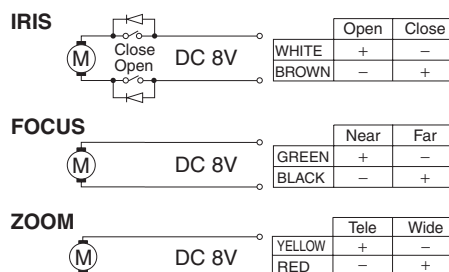 IRIS
Open Close
M Close DC 8V WHITE + −
Open BROWN − +
FOCUS
Near Far
M DC 8V GREEN + −
BLACK − +
ZOOM
Tele Wide
M DC 8V YELLOW + −
RED − +